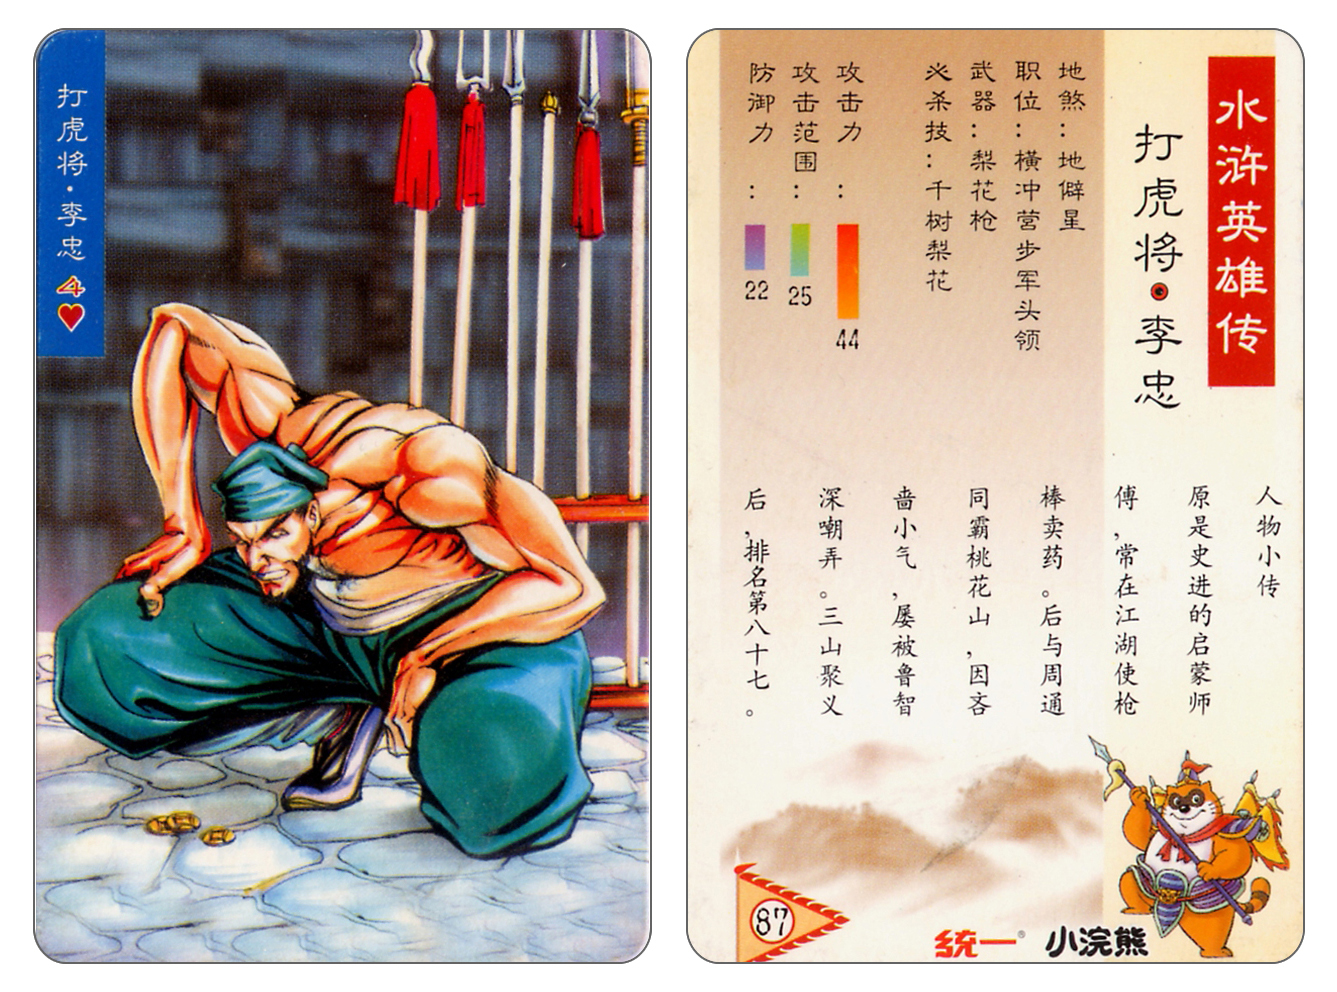 打虎将·李忠
4
水浒英雄传
打虎将·李忠
地煞：地僻星
职位：横冲营步军头领
武器：梨花枪
必杀技：千树梨花
攻击力：44
攻击范围：25
防御力：22
人物小传
原是史进的启蒙师
傅，常在江湖使枪
棒卖药。后与周通
同霸桃花山，因吝
啬小气，屡被鲁智
深嘲弄。三山聚义
后，排名第八十七。
87
统一® 小浣熊